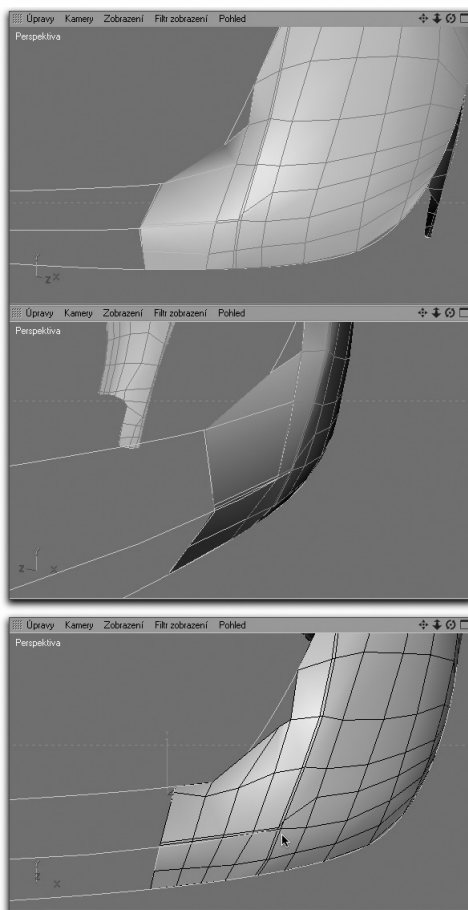 Úpravy Kamery Zobrazení Filtr zobrazení Pohled
Perspektiva
Y
Z X
Úpravy Kamery Zobrazení Filtr zobrazení Pohled
Perspektiva
Y
Z X
Úpravy Kamery Zobrazení Filtr zobrazení Pohled
Perspektiva
Y
Z X